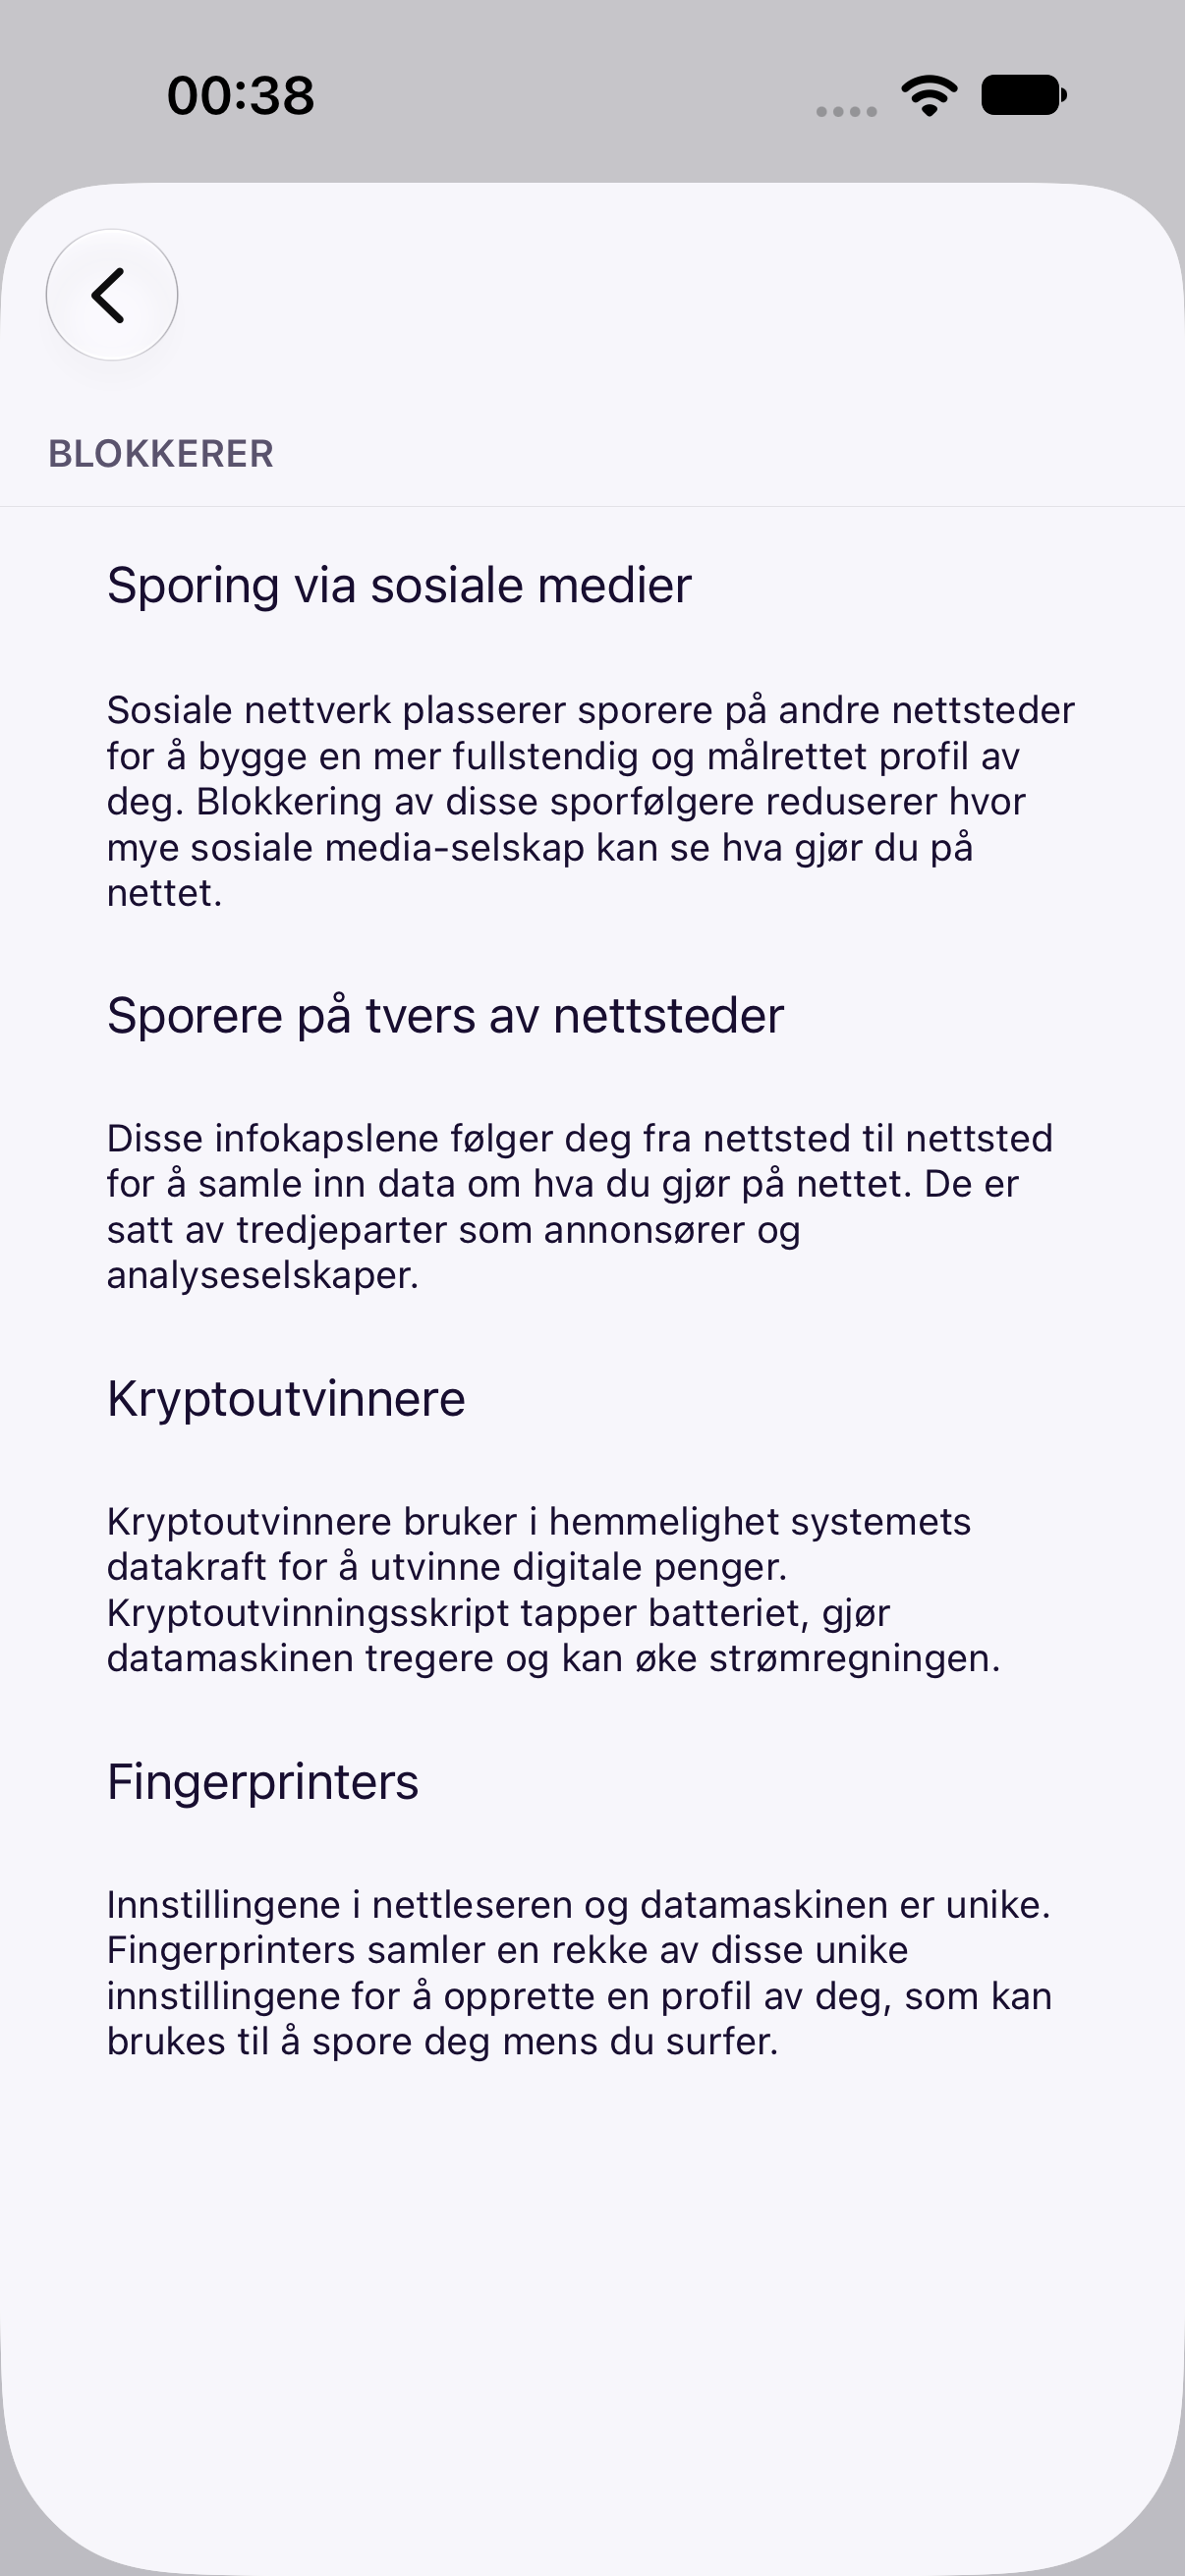 00:38
BLOKKERER
Sporing via sosiale medier
Sosiale nettverk plasserer sporere på andre nettsteder
for å bygge en mer fullstendig og målrettet profil av
deg. Blokkering av disse sporfølgere reduserer hvor
mye sosiale media-selskap kan se hva gjør du på
nettet.
Sporere på tvers av nettsteder
Disse infokapslene følger deg fra nettsted til nettsted
for å samle inn data om hva du gjør på nettet. De er
satt av tredjeparter som annonsører og
analyseselskaper.
Kryptoutvinnere
Kryptoutvinnere bruker i hemmelighet systemets
datakraft for å utvinne digitale penger.
Kryptoutvinningsskript tapper batteriet, gjør
datamaskinen tregere og kan øke strømregningen.
Fingerprinters
Innstillingene i nettleseren og datamaskinen er unike.
Fingerprinters samler en rekke av disse unike
innstillingene for å opprette en profil av deg, som kan
brukes til å spore deg mens du surfer.